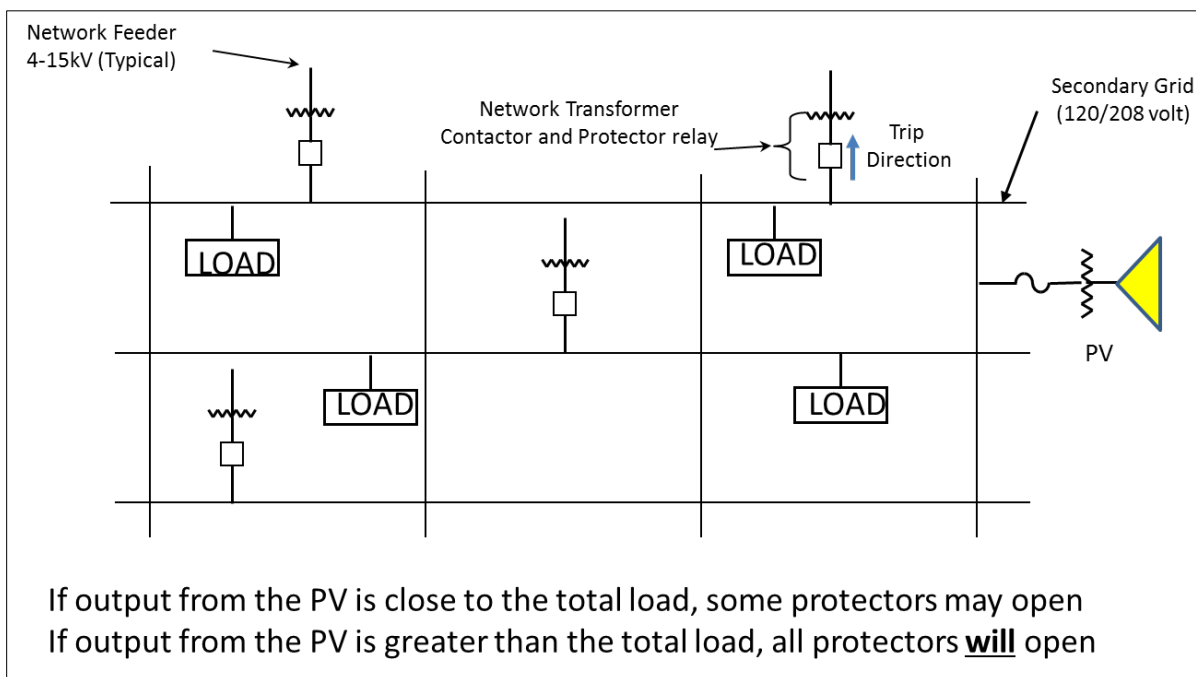 Network Feeder
4-15kV (Typical)
Network Transformer
Contactor and Protector relay
Trip
Direction
Secondary Grid
(120/208 volt)
LOAD
LOAD
PV
LOAD
LOAD
If output from the PV is close to the total load, some protectors may open
If output from the PV is greater than the total load, all protectors will open